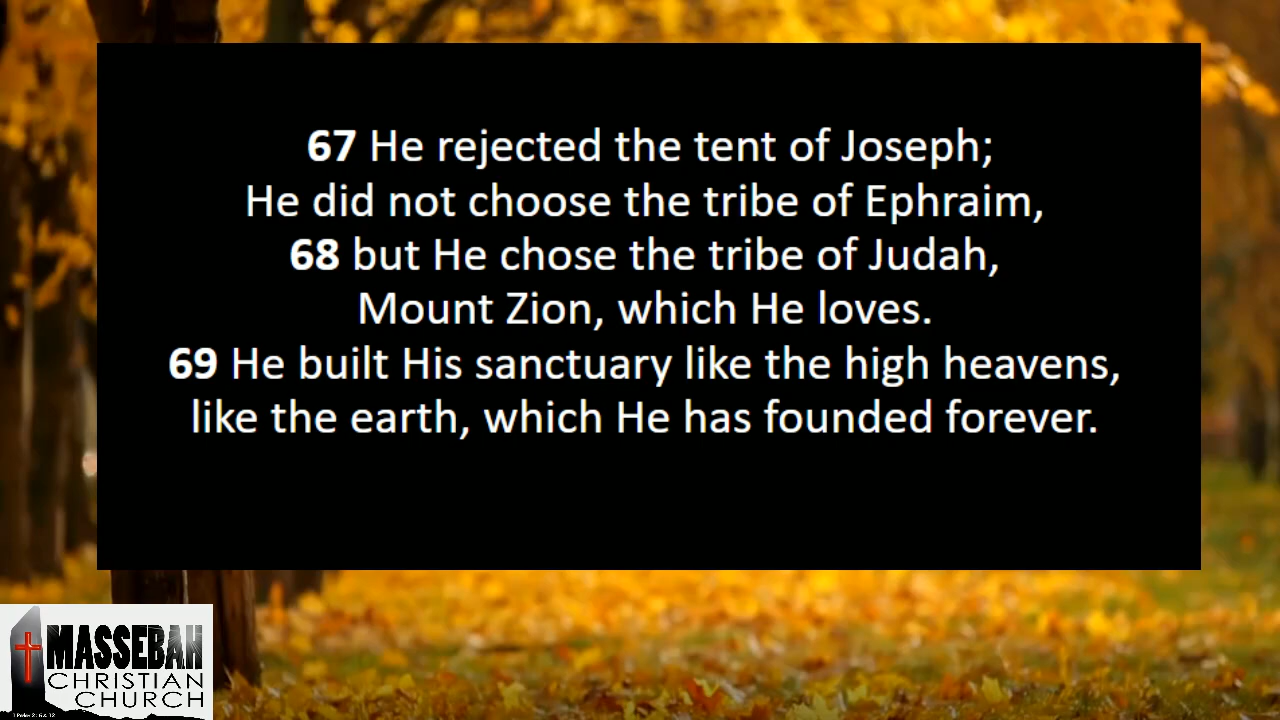 67 He rejected the tent of Joseph;
He did not choose the tribe of Ephraim,
68 but He chose the tribe of Judah,
Mount Zion, which He loves.
69 He built His sanctuary like the high heavens,
like the earth, which He has founded forever.
MASSEBAH
CHRISTIAN
CHURCH